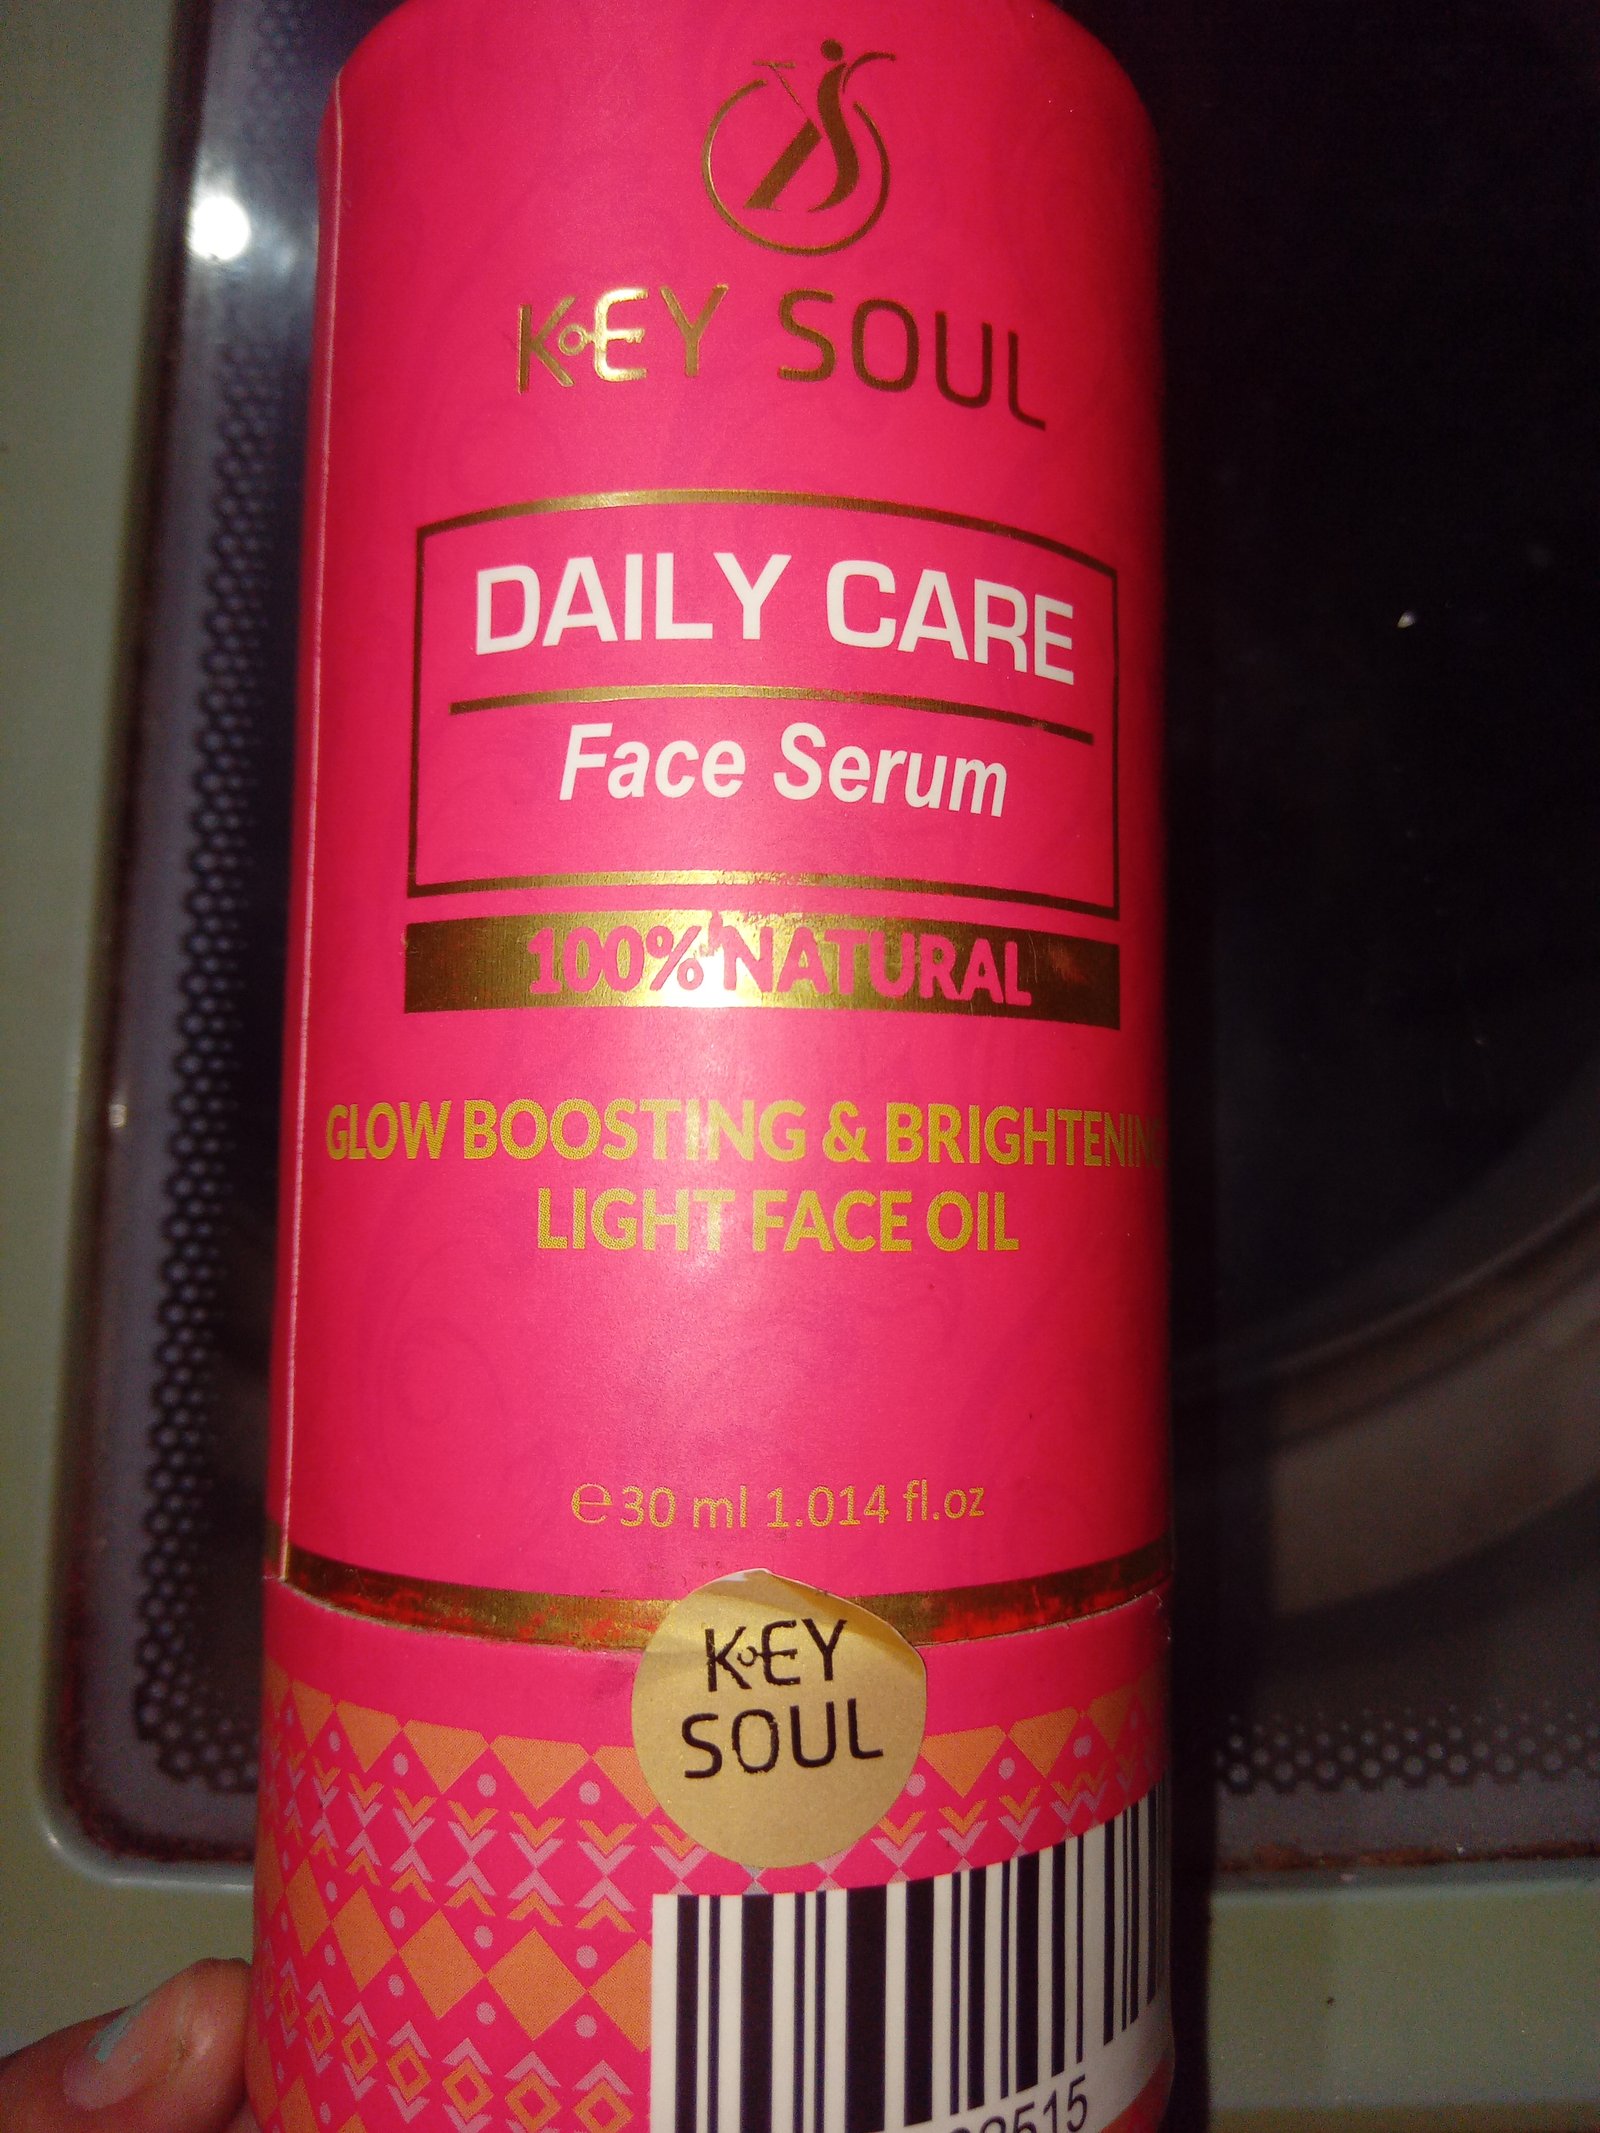 KEY SOUL
DAILY CARE
Face Serum
100% NATURAL
GLOW BOOSTING & BRIGHTENING
LIGHT FACE OIL
℮ 30 ml 1.014 fl.oz
KEY
SOUL